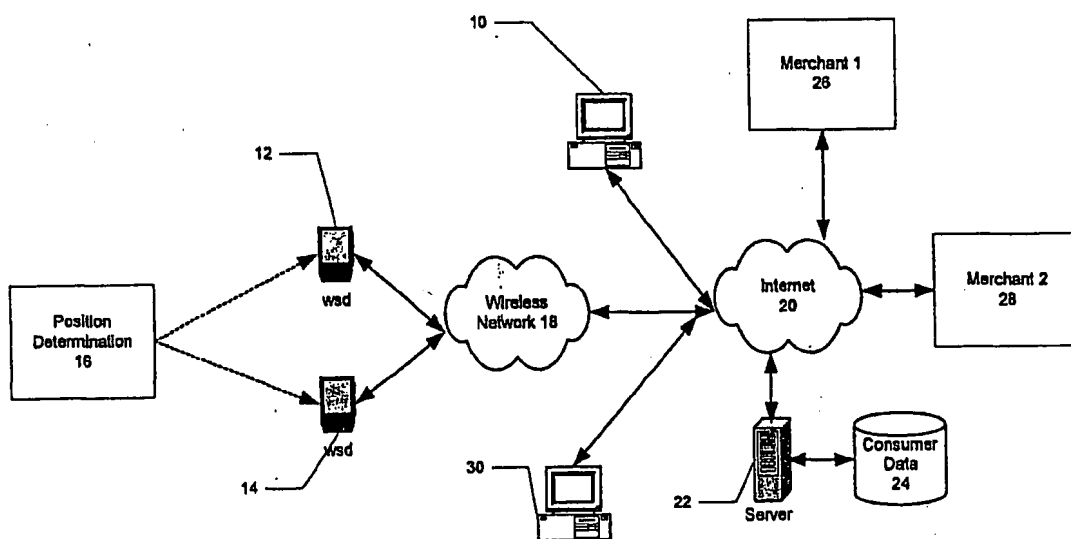 10
Merchant 1
26
12
wsd
Position
Determination
16
Wireless
Network 18
Internet
20
Merchant 2
28
wsd
14
30
22
Server
Consumer
Data
24